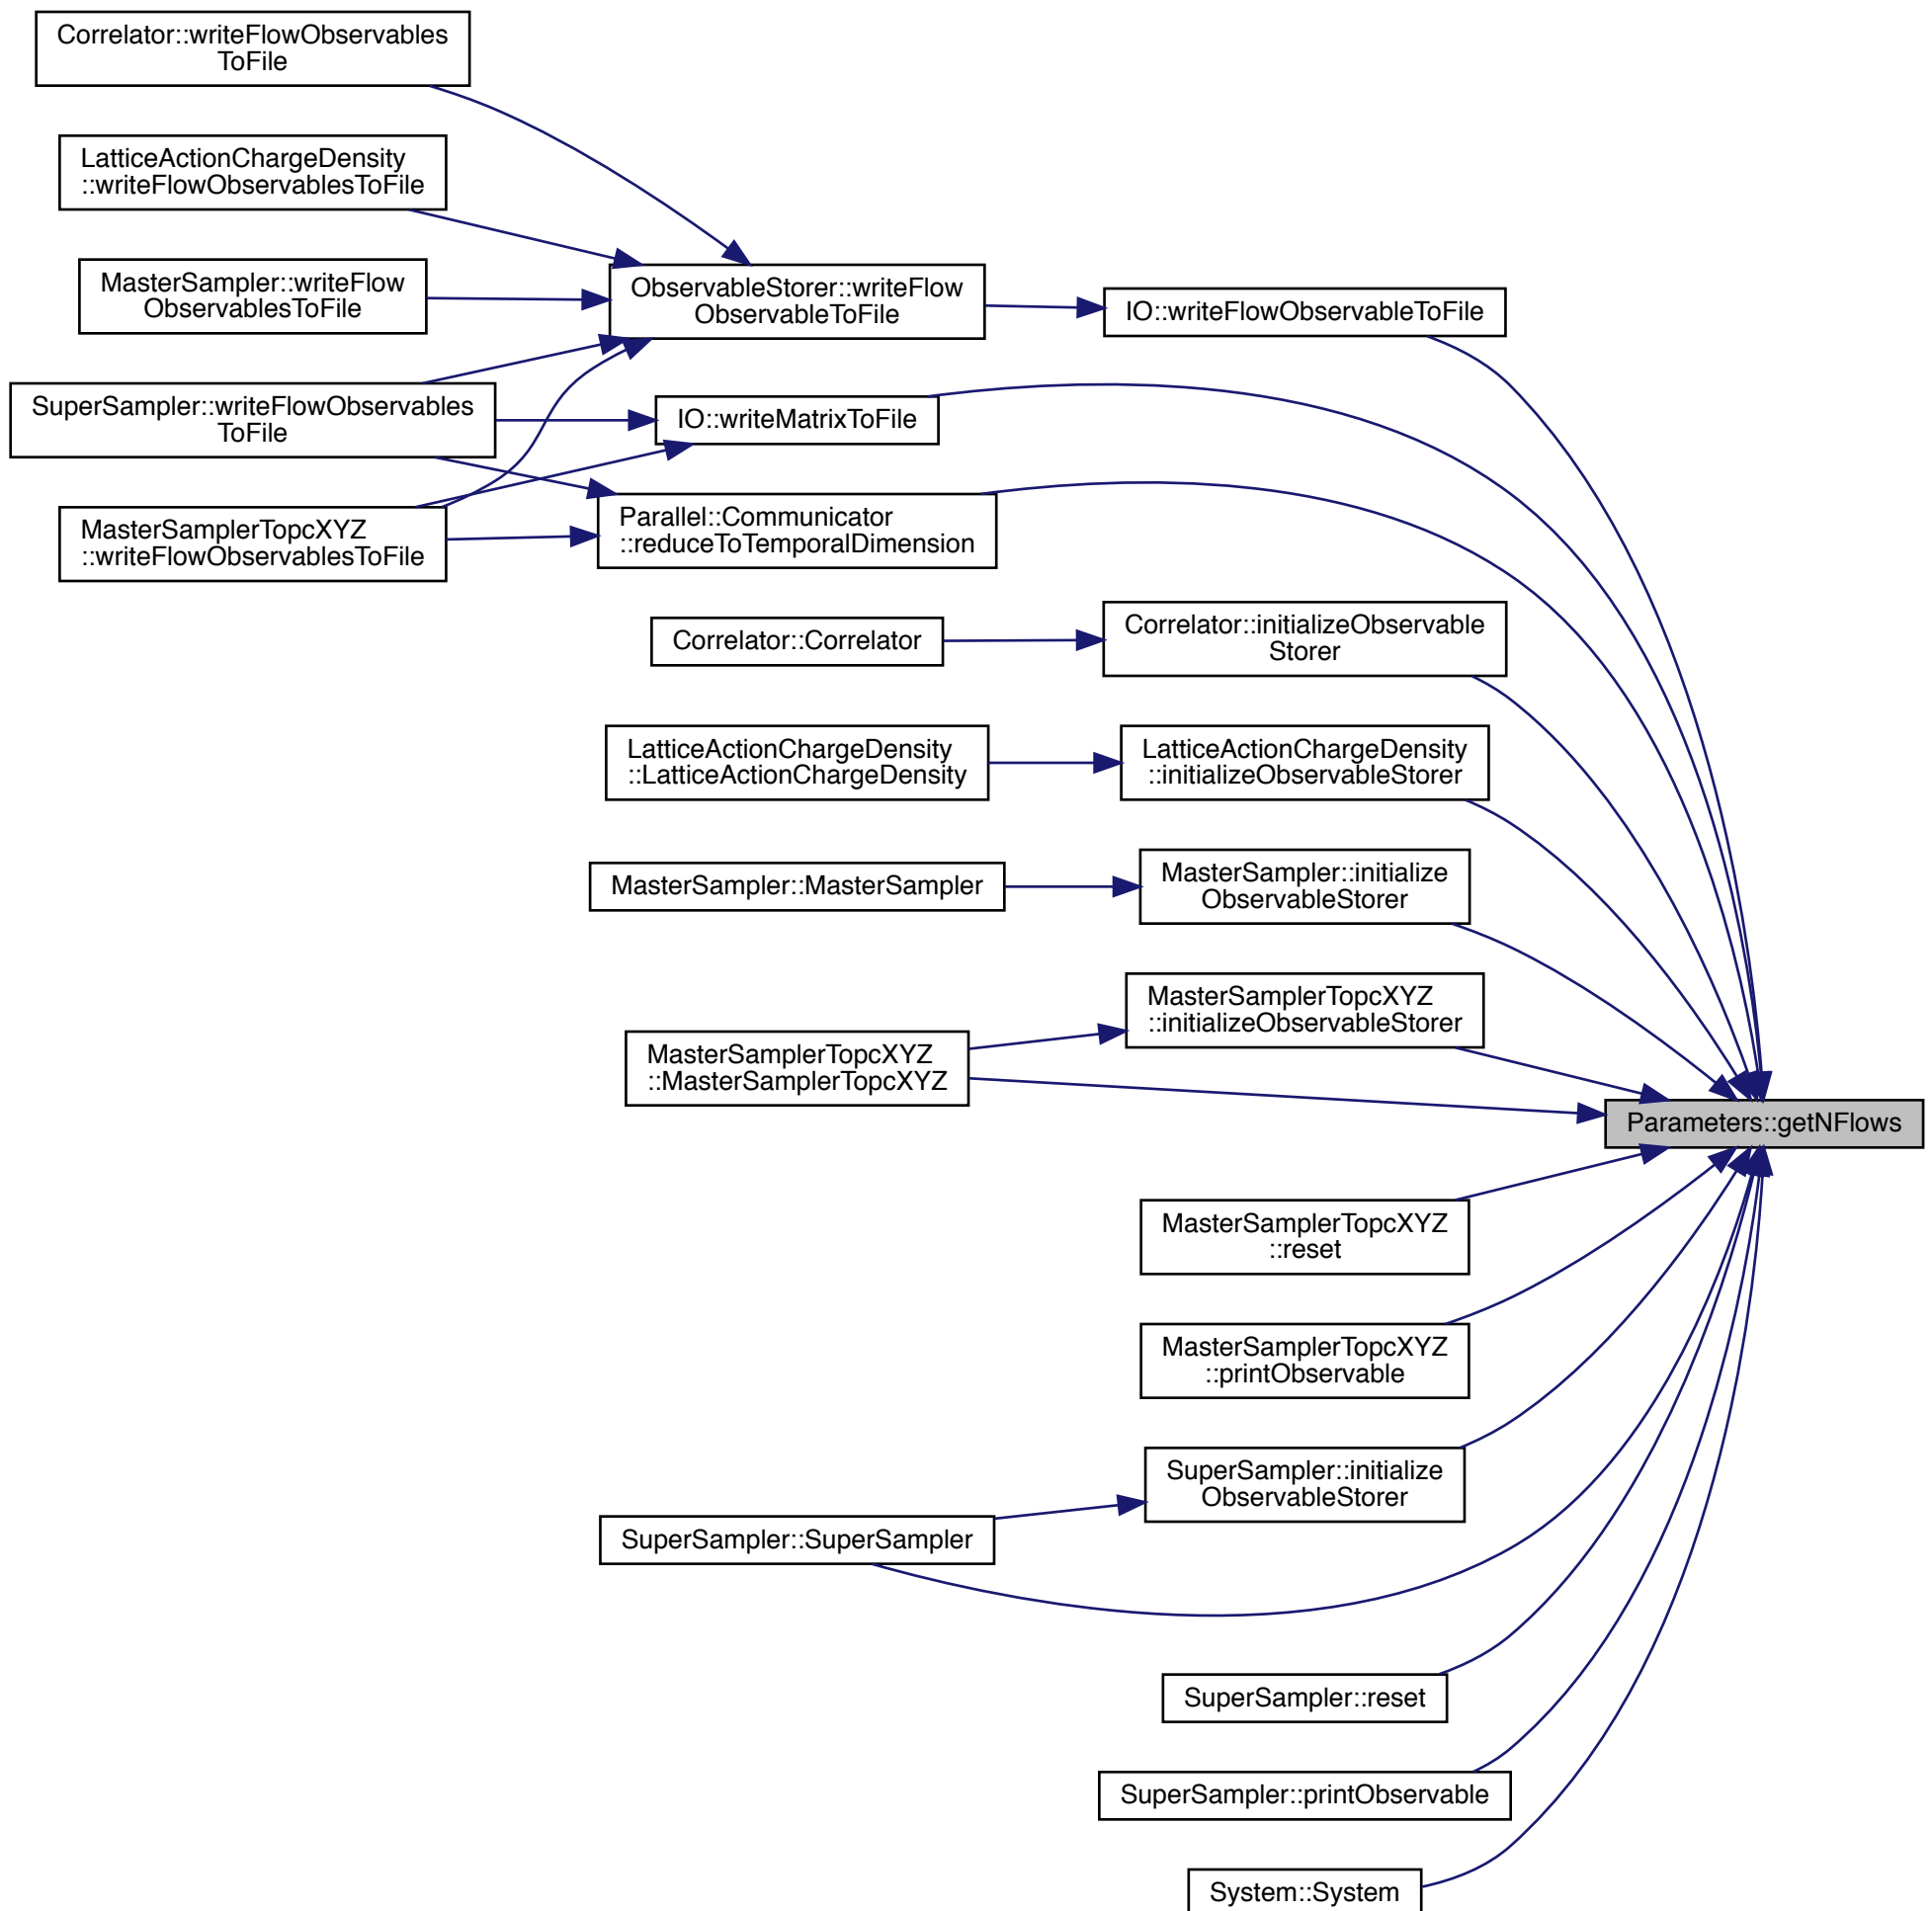 Correlator::writeFlowObservables
ToFile
LatticeActionChargeDensity
::writeFlowObservablesToFile
MasterSampler::writeFlow
ObservablesToFile
SuperSampler::writeFlowObservables
ToFile
MasterSamplerTopcXYZ
::writeFlowObservablesToFile
ObservableStorer::writeFlow
ObservableToFile
IO::writeMatrixToFile
Parallel::Communicator
::reduceToTemporalDimension
IO::writeFlowObservableToFile
Correlator::Correlator
Correlator::initializeObservable
Storer
LatticeActionChargeDensity
::LatticeActionChargeDensity
LatticeActionChargeDensity
::initializeObservableStorer
MasterSampler::MasterSampler
MasterSampler::initialize
ObservableStorer
MasterSamplerTopcXYZ
::MasterSamplerTopcXYZ
MasterSamplerTopcXYZ
::initializeObservableStorer
Parameters::getNFlows
MasterSamplerTopcXYZ
::reset
MasterSamplerTopcXYZ
::printObservable
SuperSampler::SuperSampler
SuperSampler::initialize
ObservableStorer
SuperSampler::reset
SuperSampler::printObservable
System::System